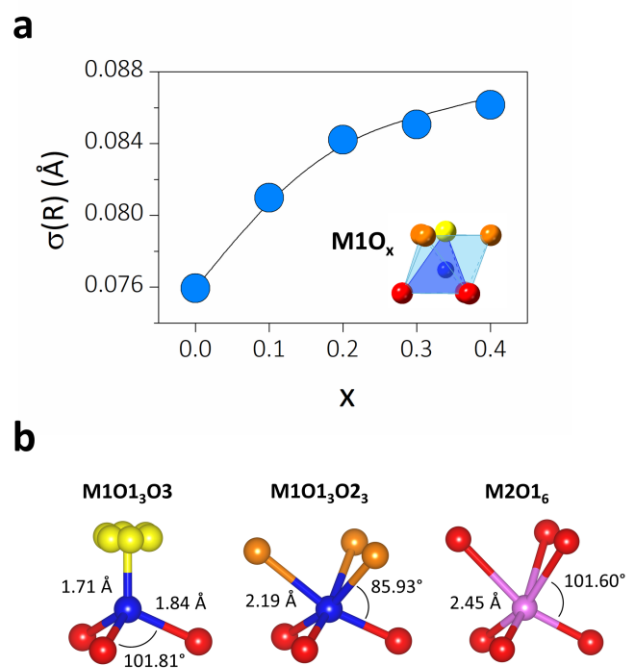 a
0.088
0.084
0.080
0.076
σ(R) (Å)
M1Oₓ
0.0 0.1 0.2 0.3 0.4
X
b
M1O1₃O3 M1O1₃O2₃ M2O1₆
1.71 Å 1.84 Å 101.81°
2.19 Å 85.93°
2.45 Å 101.60°